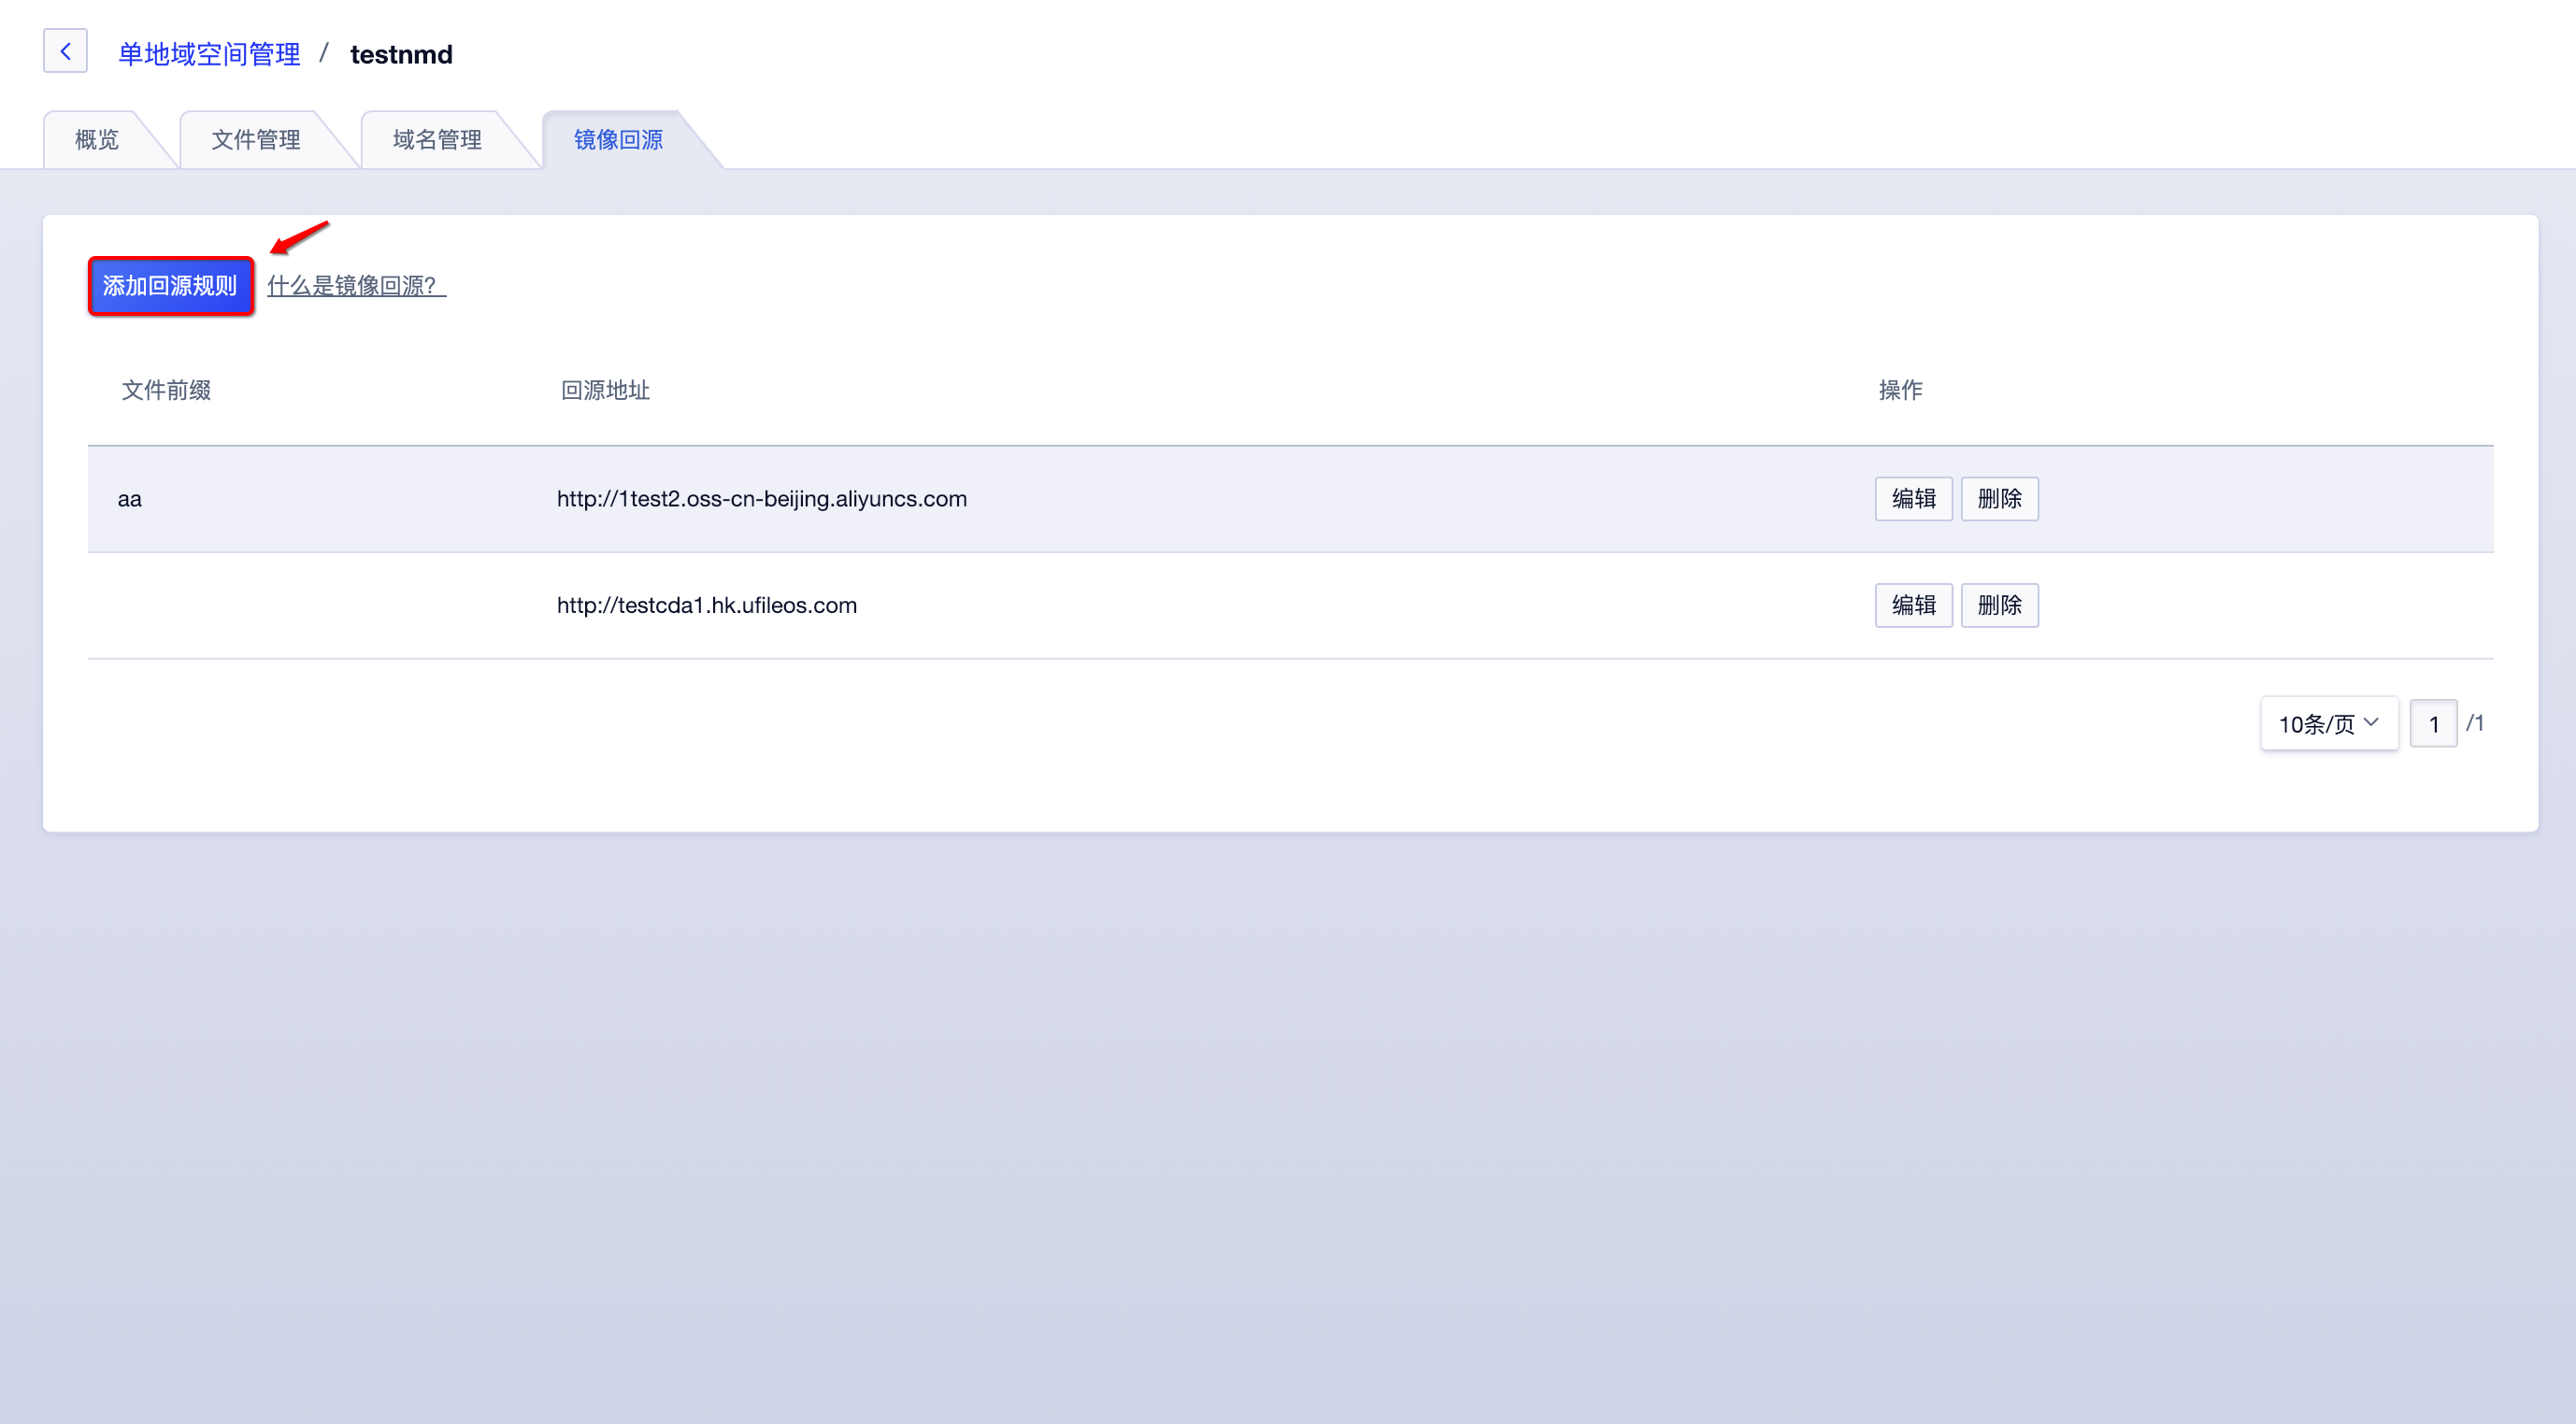 单地域空间管理 / testnmd
概览 文件管理 域名管理 镜像回源
添加回源规则 什么是镜像回源?
文件前缀 回源地址 操作
aa http://1test2.oss-cn-beijing.aliyuncs.com 编辑 删除
http://testcda1.hk.ufileos.com 编辑 删除
10条/页 1 /1